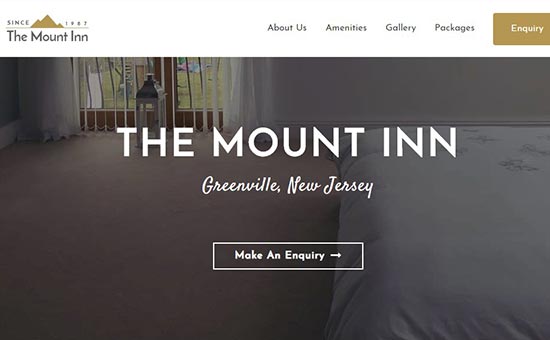 SINCE 1987
The Mount Inn
About Us Amenities Gallery Packages Enquiry
THE MOUNT INN
Greenville, New Jersey
Make An Enquiry →